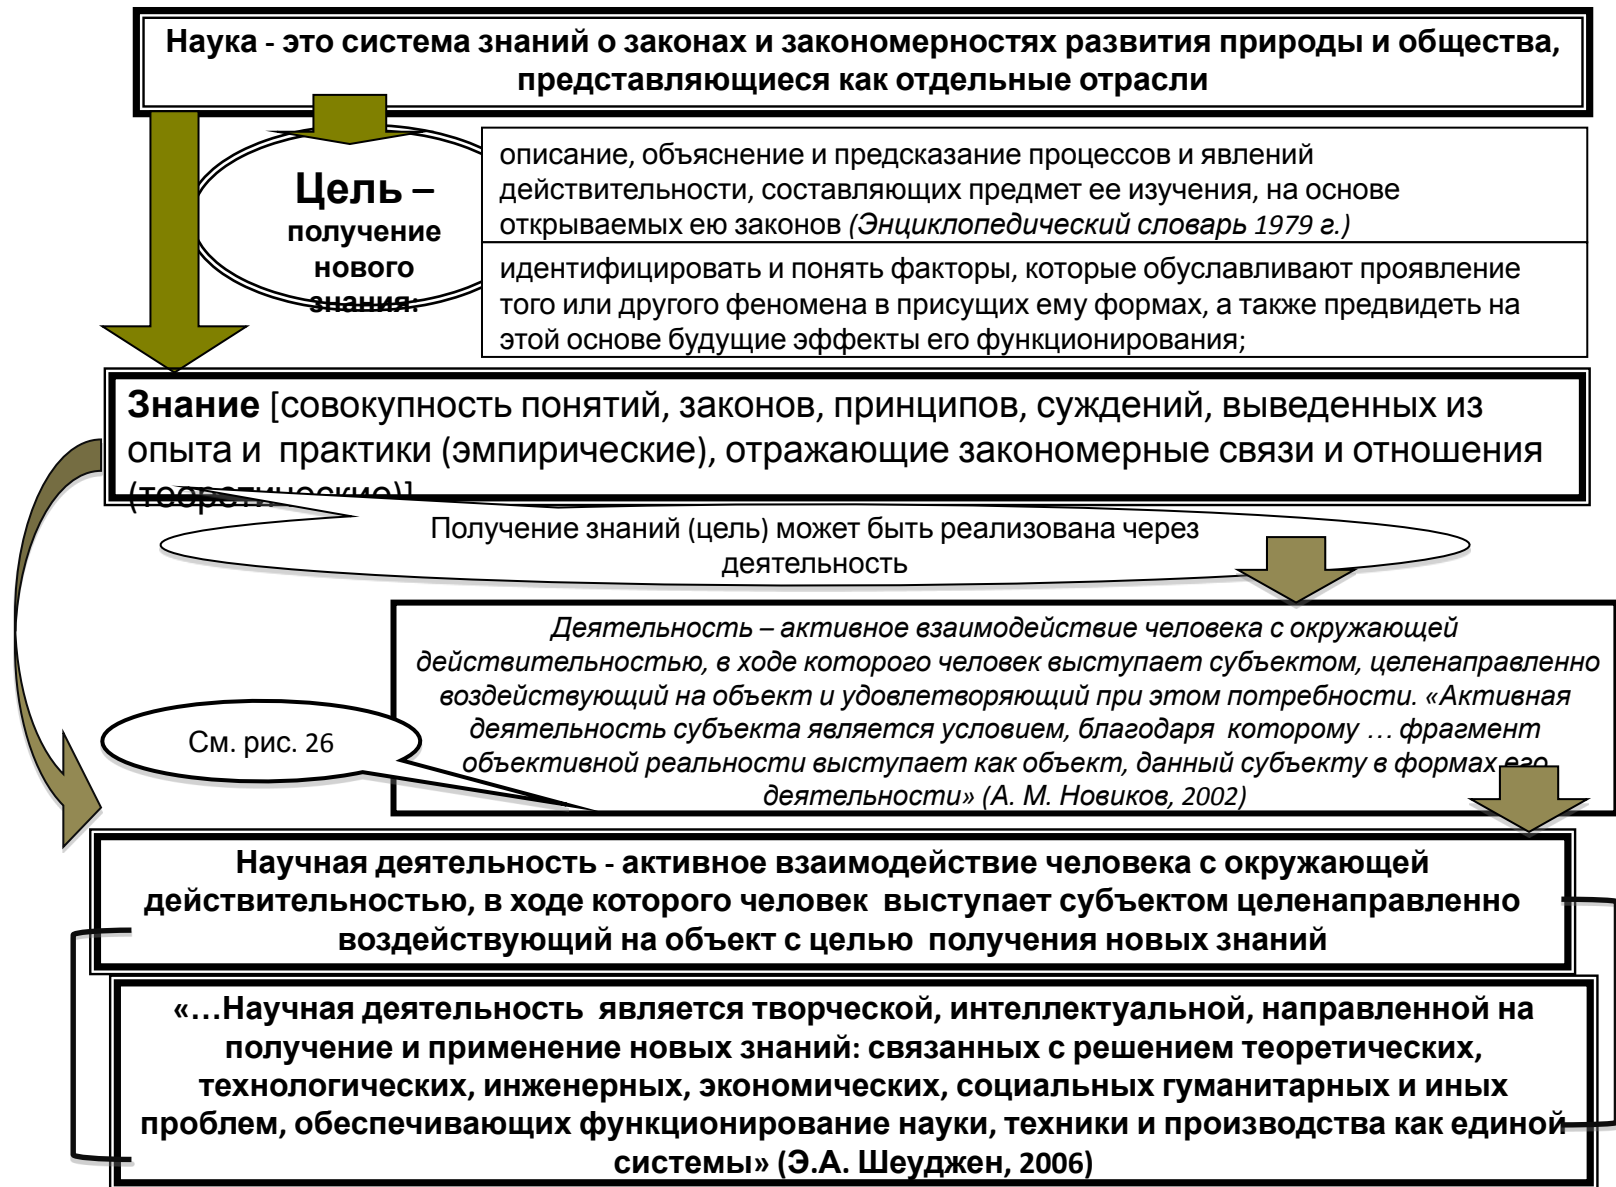 Наука - это система знаний о законах и закономерностях развития природы и общества,
представляющиеся как отдельные отрасли
Цель –
получение
нового
знания:
описание, объяснение и предсказание процессов и явлений
действительности, составляющих предмет ее изучения, на основе
открываемых ею законов (Энциклопедический словарь 1979 г.)
идентифицировать и понять факторы, которые обуславливают проявление
того или другого феномена в присущих ему формах, а также предвидеть на
этой основе будущие эффекты его функционирования;
Знание [совокупность понятий, законов, принципов, суждений, выведенных из
опыта и практики (эмпирические), отражающие закономерные связи и отношения
(теоретические)]
Получение знаний (цель) может быть реализована через
деятельность
Деятельность – активное взаимодействие человека с окружающей
действительностью, в ходе которого человек выступает субъектом, целенаправленно
воздействующий на объект и удовлетворяющий при этом потребности. «Активная
деятельность субъекта является условием, благодаря которому … фрагмент
объективной реальности выступает как объект, данный субъекту в формах его
деятельности» (А. М. Новиков, 2002)
См. рис. 26
Научная деятельность - активное взаимодействие человека с окружающей
действительностью, в ходе которого человек выступает субъектом целенаправленно
воздействующий на объект с целью получения новых знаний
«…Научная деятельность является творческой, интеллектуальной, направленной на
получение и применение новых знаний: связанных с решением теоретических,
технологических, инженерных, экономических, социальных гуманитарных и иных
проблем, обеспечивающих функционирование науки, техники и производства как единой
системы» (Э.А. Шеуджен, 2006)